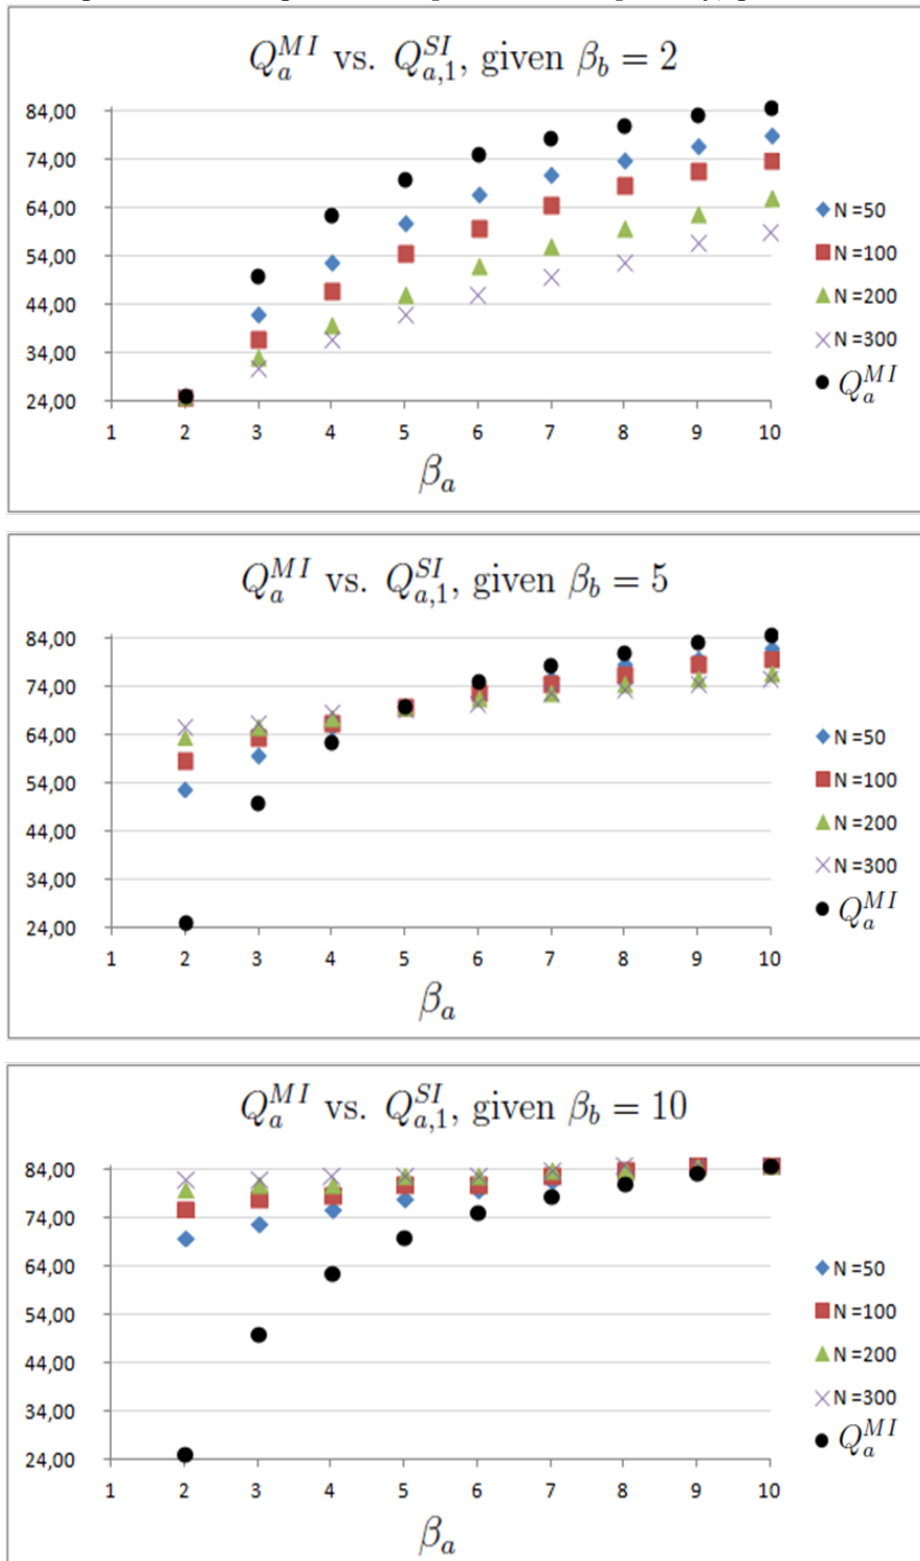 Q_a^{MI} vs. Q_{a,1}^{SI}, given β_b = 2
84,00
74,00
64,00
54,00
44,00
34,00
24,00
1 2 3 4 5 6 7 8 9 10
β_a
N =50
N =100
N =200
N =300
Q_a^{MI}
Q_a^{MI} vs. Q_{a,1}^{SI}, given β_b = 5
84,00
74,00
64,00
54,00
44,00
34,00
24,00
1 2 3 4 5 6 7 8 9 10
β_a
N =50
N =100
N =200
N =300
Q_a^{MI}
Q_a^{MI} vs. Q_{a,1}^{SI}, given β_b = 10
84,00
74,00
64,00
54,00
44,00
34,00
24,00
1 2 3 4 5 6 7 8 9 10
β_a
N =50
N =100
N =200
N =300
Q_a^{MI}